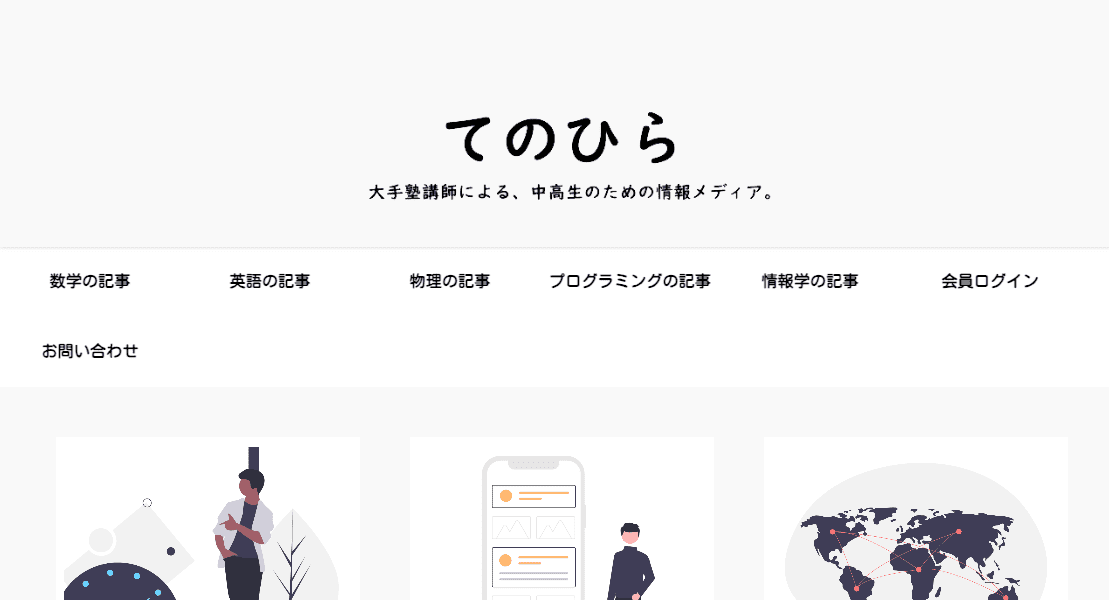 てのひら
大手塾講師による、中高生のための情報メディア。
数学の記事 英語の記事 物理の記事 プログラミングの記事 情報学の記事 会員ログイン
お問い合わせ